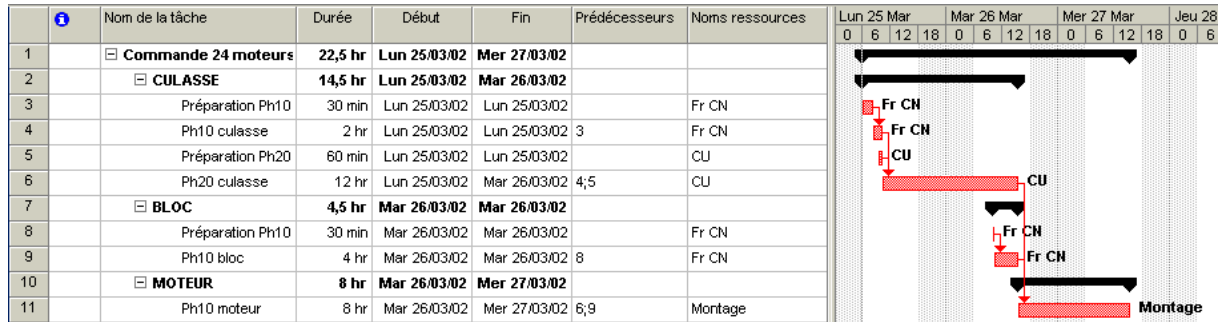 Nom de la tâche Durée Début Fin Prédécesseurs Noms ressources Lun 25 Mar Mar 26 Mar Mer 27 Mar Jeu 28
0 6 12 18 0 6 12 18 0 6 12 18 0 6
1 Commande 24 moteurs 22,5 hr Lun 25/03/02 Mer 27/03/02
2 CULASSE 14,5 hr Lun 25/03/02 Mar 26/03/02
3 Préparation Ph10 30 min Lun 25/03/02 Lun 25/03/02 Fr CN Fr CN
4 Ph10 culasse 2 hr Lun 25/03/02 Lun 25/03/02 3 Fr CN Fr CN
5 Préparation Ph20 60 min Lun 25/03/02 Lun 25/03/02 CU CU
6 Ph20 culasse 12 hr Lun 25/03/02 Mar 26/03/02 4;5 CU CU
7 BLOC 4,5 hr Mar 26/03/02 Mar 26/03/02
8 Préparation Ph10 30 min Mar 26/03/02 Mar 26/03/02 Fr CN Fr CN
9 Ph10 bloc 4 hr Mar 26/03/02 Mar 26/03/02 8 Fr CN Fr CN
10 MOTEUR 8 hr Mar 26/03/02 Mer 27/03/02
11 Ph10 moteur 8 hr Mar 26/03/02 Mer 27/03/02 6;9 Montage Montage